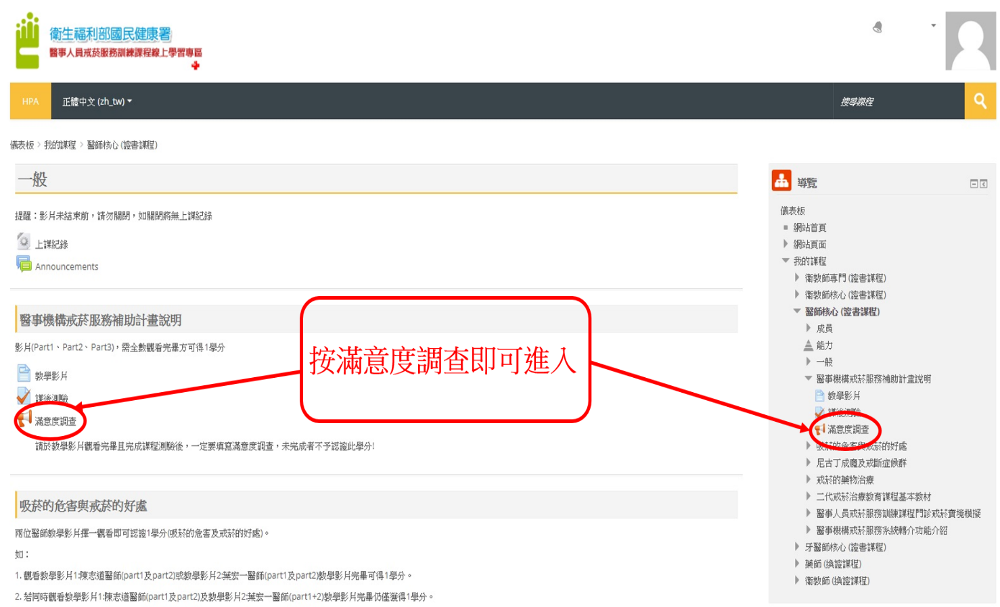 衛生福利部國民健康署
醫事人員戒菸服務訓練課程線上學習專區
HPA
正體中文 (zh_tw)
搜尋課程
儀表板 > 我的課程 > 醫師核心 (證書課程)
一般
提醒：影片未結束前，請勿關閉，如關閉將無上課紀錄
上課紀錄
Announcements
醫事機構戒菸服務補助計畫說明
影片(Part1、Part2、Part3)，需全數觀看完畢方可得1學分
教學影片
課後測驗
滿意度調查
請於教學影片觀看完畢且完成課程測驗後，一定要填寫滿意度調查，未完成者不予認證此學分!
按滿意度調查即可進入
吸菸的危害與戒菸的好處
兩位醫師教學影片擇一觀看即可認證1學分(吸菸的危害及戒菸的好處)。
如：
1. 觀看教學影片1:陳志道醫師(part1及part2)或教學影片2:葉宏一醫師(part1及part2)教學影片完畢可得1學分。
2. 若同時觀看教學影片1:陳志道醫師(part1及part2)及教學影片2:葉宏一醫師(part1+2)教學影片完畢仍僅獲得1學分。
導覽
儀表板
網站首頁
網站頁面
我的課程
衛教師專門 (證書課程)
衛教師核心 (證書課程)
醫師核心 (證書課程)
成員
能力
一般
醫事機構戒菸服務補助計畫說明
教學影片
課後測驗
滿意度調查
吸菸的危害與戒菸的好處
尼古丁成癮及戒斷症候群
戒菸的藥物治療
二代戒菸治療教育課程基本教材
醫事人員戒菸服務訓練課程門診戒菸實境模擬
醫事機構戒菸服務系統轉介功能介紹
牙醫師核心 (證書課程)
藥師 (換證課程)
衛教師 (換證課程)